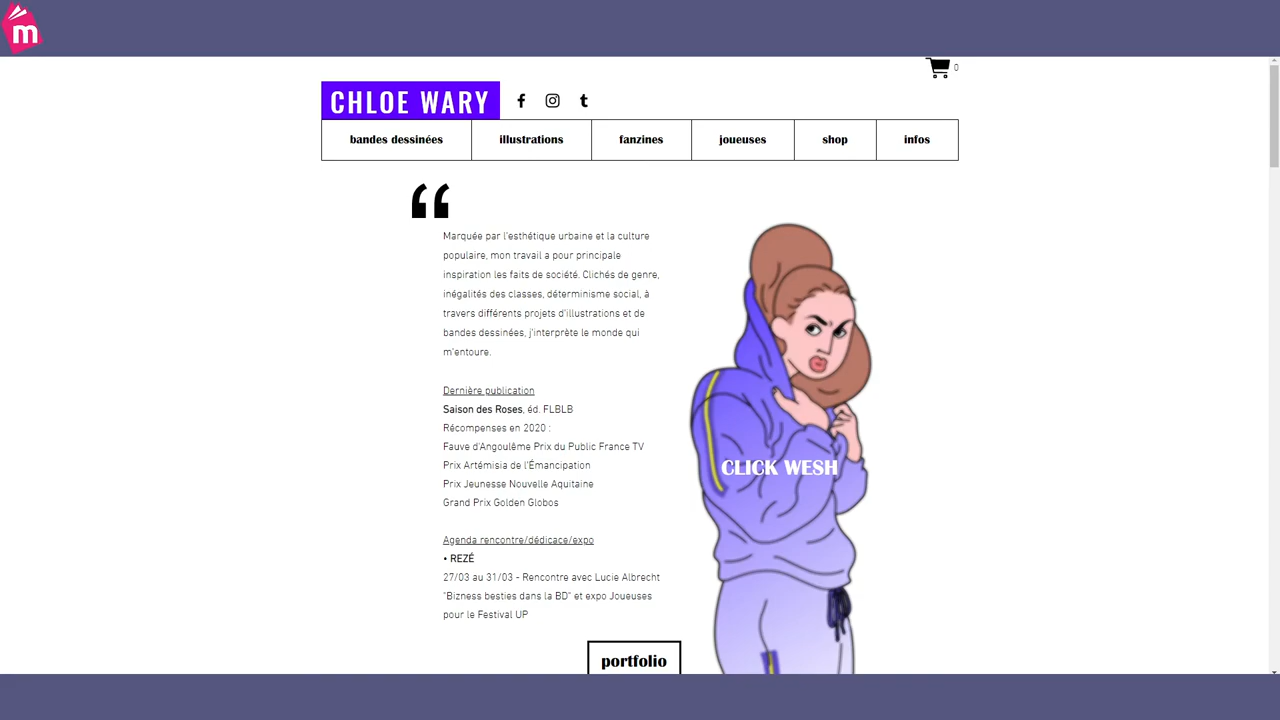 m
0
CHLOE WARY
bandes dessinées
illustrations
fanzines
joueuses
shop
infos
“
Marquée par l'esthétique urbaine et la culture
populaire, mon travail a pour principale
inspiration les faits de société. Clichés de genre,
inégalités des classes, déterminisme social, à
travers différents projets d'illustrations et de
bandes dessinées, j'interprète le monde qui
m'entoure.
Dernière publication
Saison des Roses, éd. FLBLB
Récompenses en 2020 :
Fauve d'Angoulême Prix du Public France TV
Prix Artémisia de l'Émancipation
Prix Jeunesse Nouvelle Aquitaine
Grand Prix Golden Globos
Agenda rencontre/dédicace/expo
• REZÉ
27/03 au 31/03 - Rencontre avec Lucie Albrecht
"Bizness besties dans la BD" et expo Joueuses
pour le Festival UP
CLICK WESH
portfolio